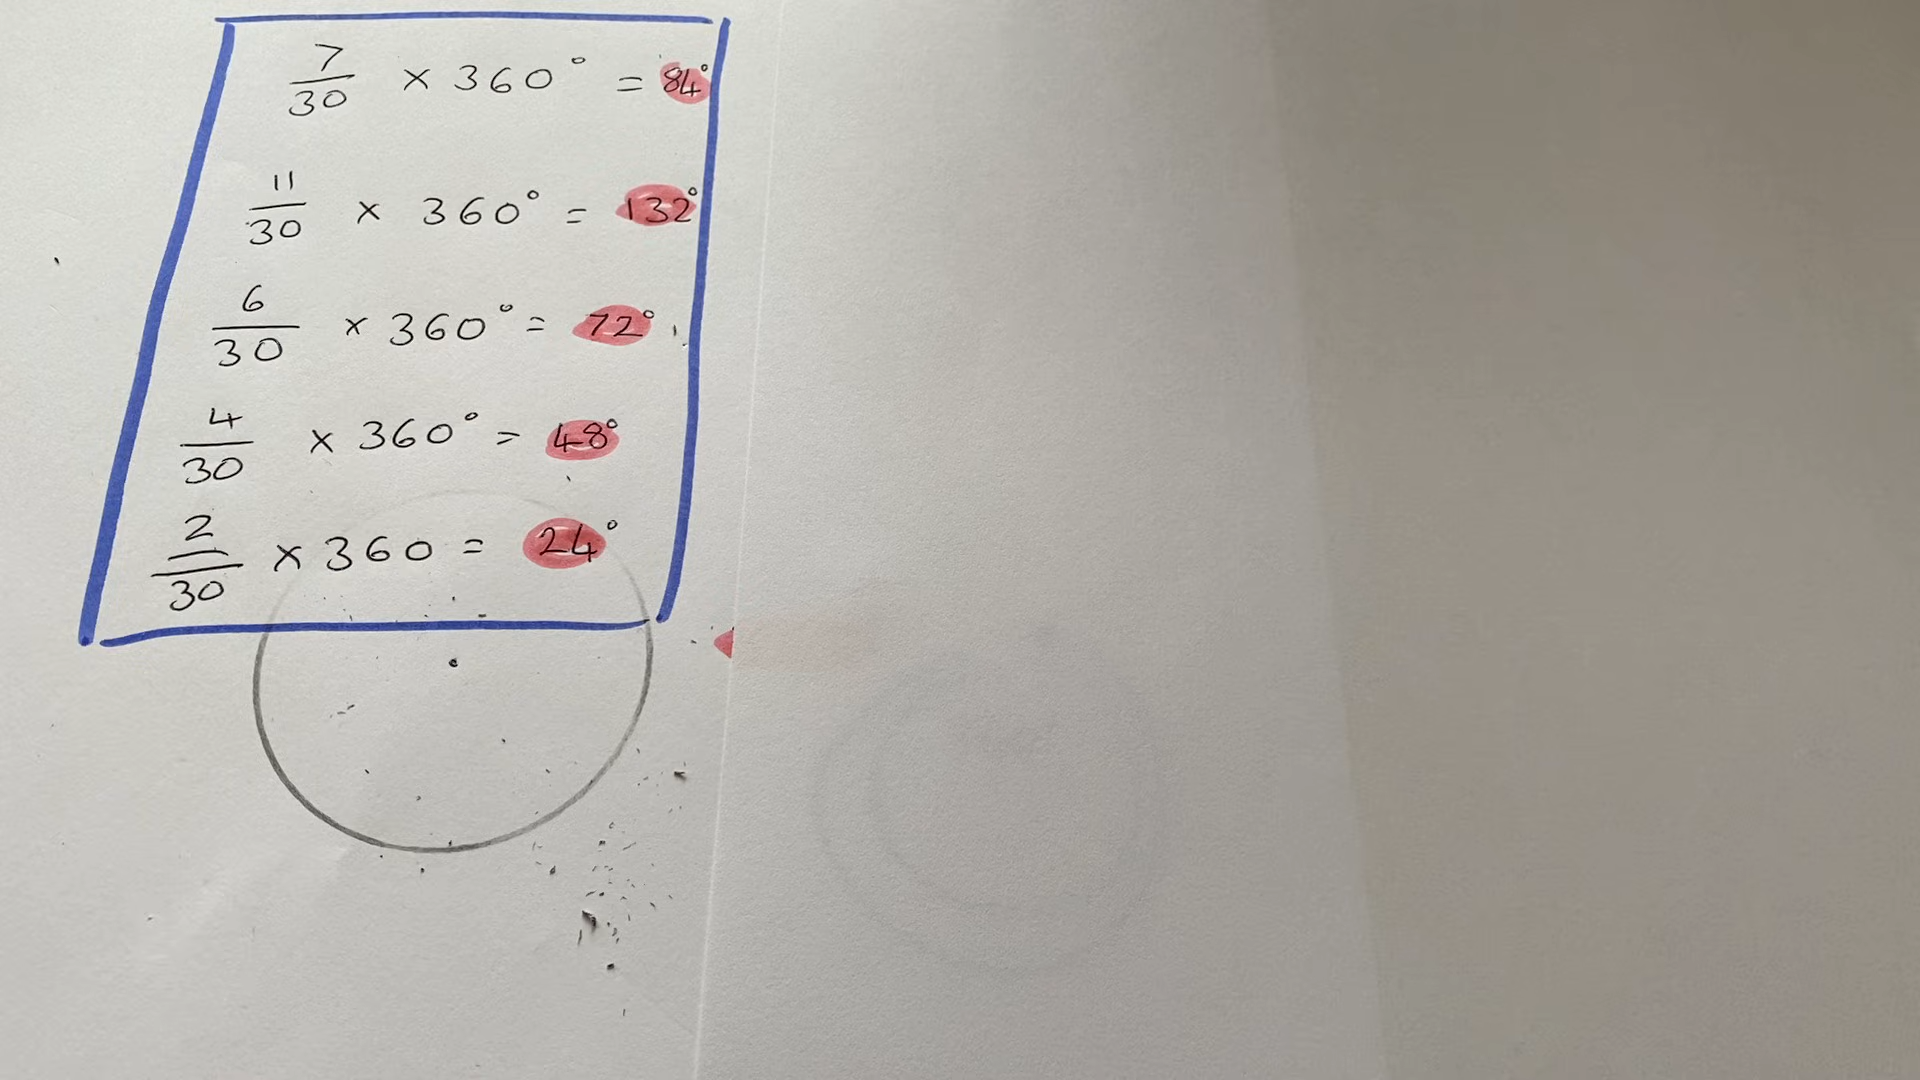 7/30 × 360° = 84°
11/30 × 360° = 132°
6/30 × 360° = 72°
4/30 × 360° = 48°
2/30 × 360 = 24°